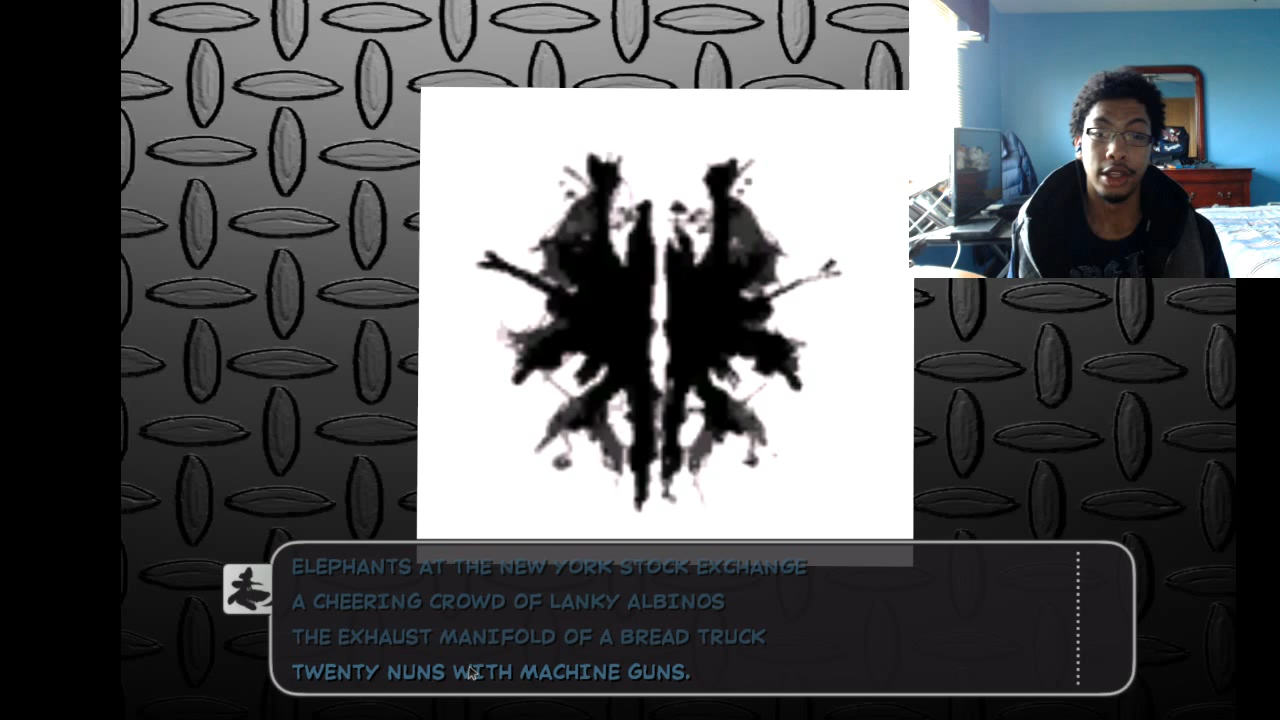 ELEPHANTS AT THE NEW YORK STOCK EXCHANGE
A CHEERING CROWD OF LANKY ALBINOS
THE EXHAUST MANIFOLD OF A BREAD TRUCK
TWENTY NUNS WITH MACHINE GUNS.